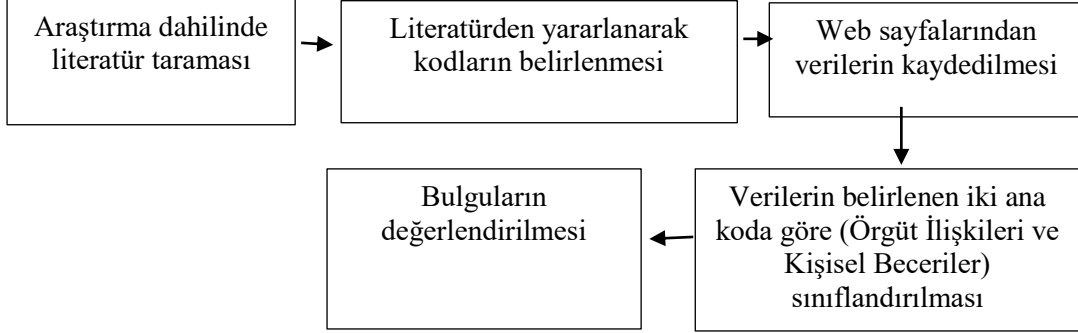 Araştırma dahilinde
literatür taraması
Literatürden yararlanarak
kodların belirlenmesi
Web sayfalarından
verilerin kaydedilmesi
Verilerin belirlenen iki ana
koda göre (Örgüt İlişkileri ve
Kişisel Beceriler)
sınıflandırılması
Bulguların
değerlendirilmesi